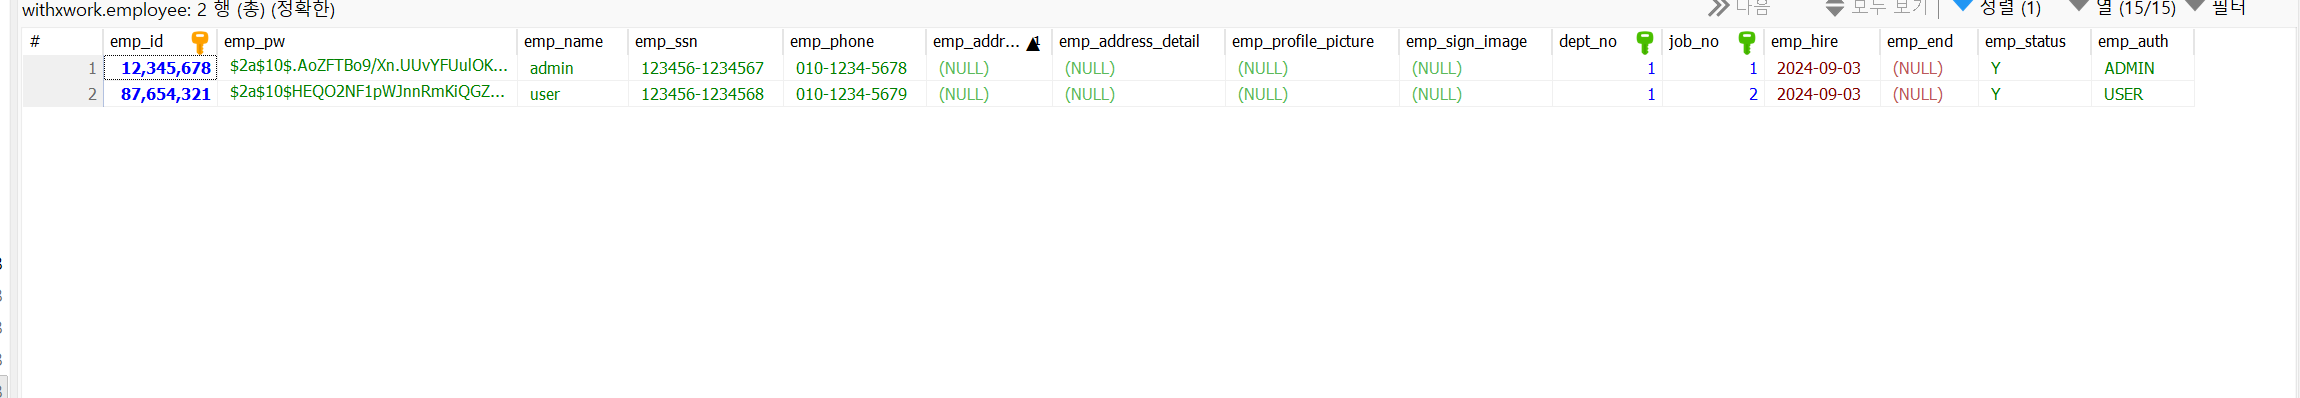 withxwork.employee: 2 행 (총) (정확한) 다음 모두 보기 정렬 (1) 열 (15/15) 필터
# emp_id emp_pw emp_name emp_ssn emp_phone emp_addr... 1 emp_address_detail emp_profile_picture emp_sign_image dept_no job_no emp_hire emp_end emp_status emp_auth
1 12,345,678 $2a$10$.AoZFTBo9/Xn.UUvYFUulOK... admin 123456-1234567 010-1234-5678 (NULL) (NULL) (NULL) (NULL) 1 1 2024-09-03 (NULL) Y ADMIN
2 87,654,321 $2a$10$HEQO2NF1pWJnnRmKiQGZ... user 123456-1234568 010-1234-5679 (NULL) (NULL) (NULL) (NULL) 1 2 2024-09-03 (NULL) Y USER